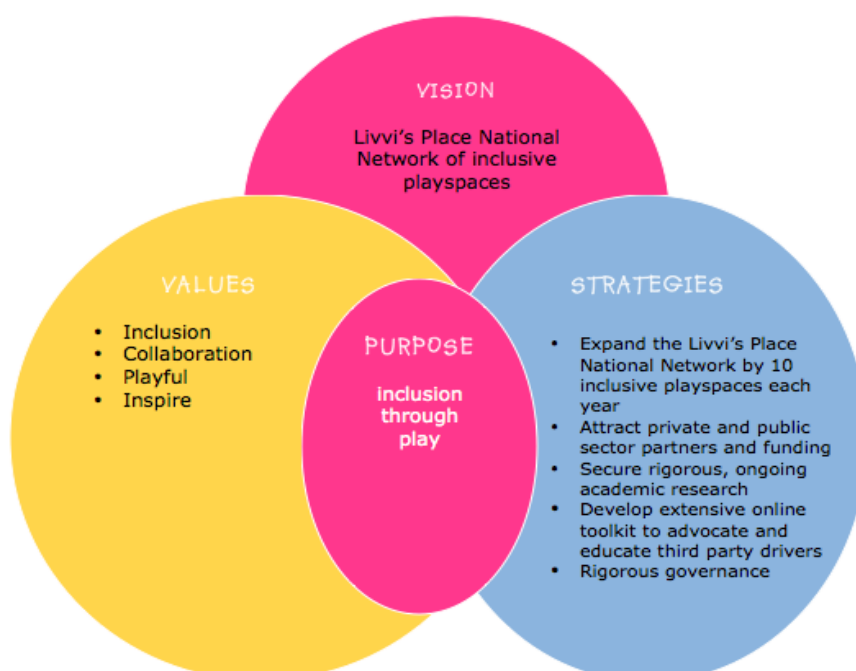 VISION
Livvi's Place National
Network of inclusive
playspaces
VALUES
• Inclusion
• Collaboration
• Playful
• Inspire
PURPOSE
inclusion
through
play
STRATEGIES
• Expand the Livvi's Place
National Network by 10
inclusive playspaces each
year
• Attract private and public
sector partners and funding
• Secure rigorous, ongoing
academic research
• Develop extensive online
toolkit to advocate and
educate third party drivers
• Rigorous governance